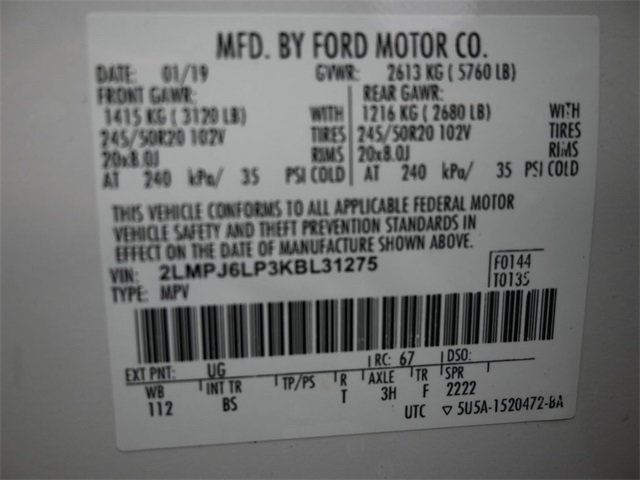 MFD. BY FORD MOTOR CO.
DATE: 01/19 GVWR: 2613 KG ( 5760 LB)
FRONT GAWR: REAR GAWR:
1415 KG ( 3120 LB) WITH 1216 KG ( 2680 LB) WITH
245/50R20 102V TIRES 245/50R20 102V TIRES
20x8.0J RIMS 20x8.0J RIMS
AT 240 kPa/ 35 PSI COLD AT 240 kPa/ 35 PSI COLD
THIS VEHICLE CONFORMS TO ALL APPLICABLE FEDERAL MOTOR
VEHICLE SAFETY AND THEFT PREVENTION STANDARDS IN
EFFECT ON THE DATE OF MANUFACTURE SHOWN ABOVE.
VIN: 2LMPJ6LP3KBL31275 F0144
TYPE: MPV T0135
EXT PNT: UG RC: 67 DSO:
WB INT TR TP/PS R AXLE TR SPR
112 BS T 3H F 2222
UTC ▽ 5U5A-1520472-BA